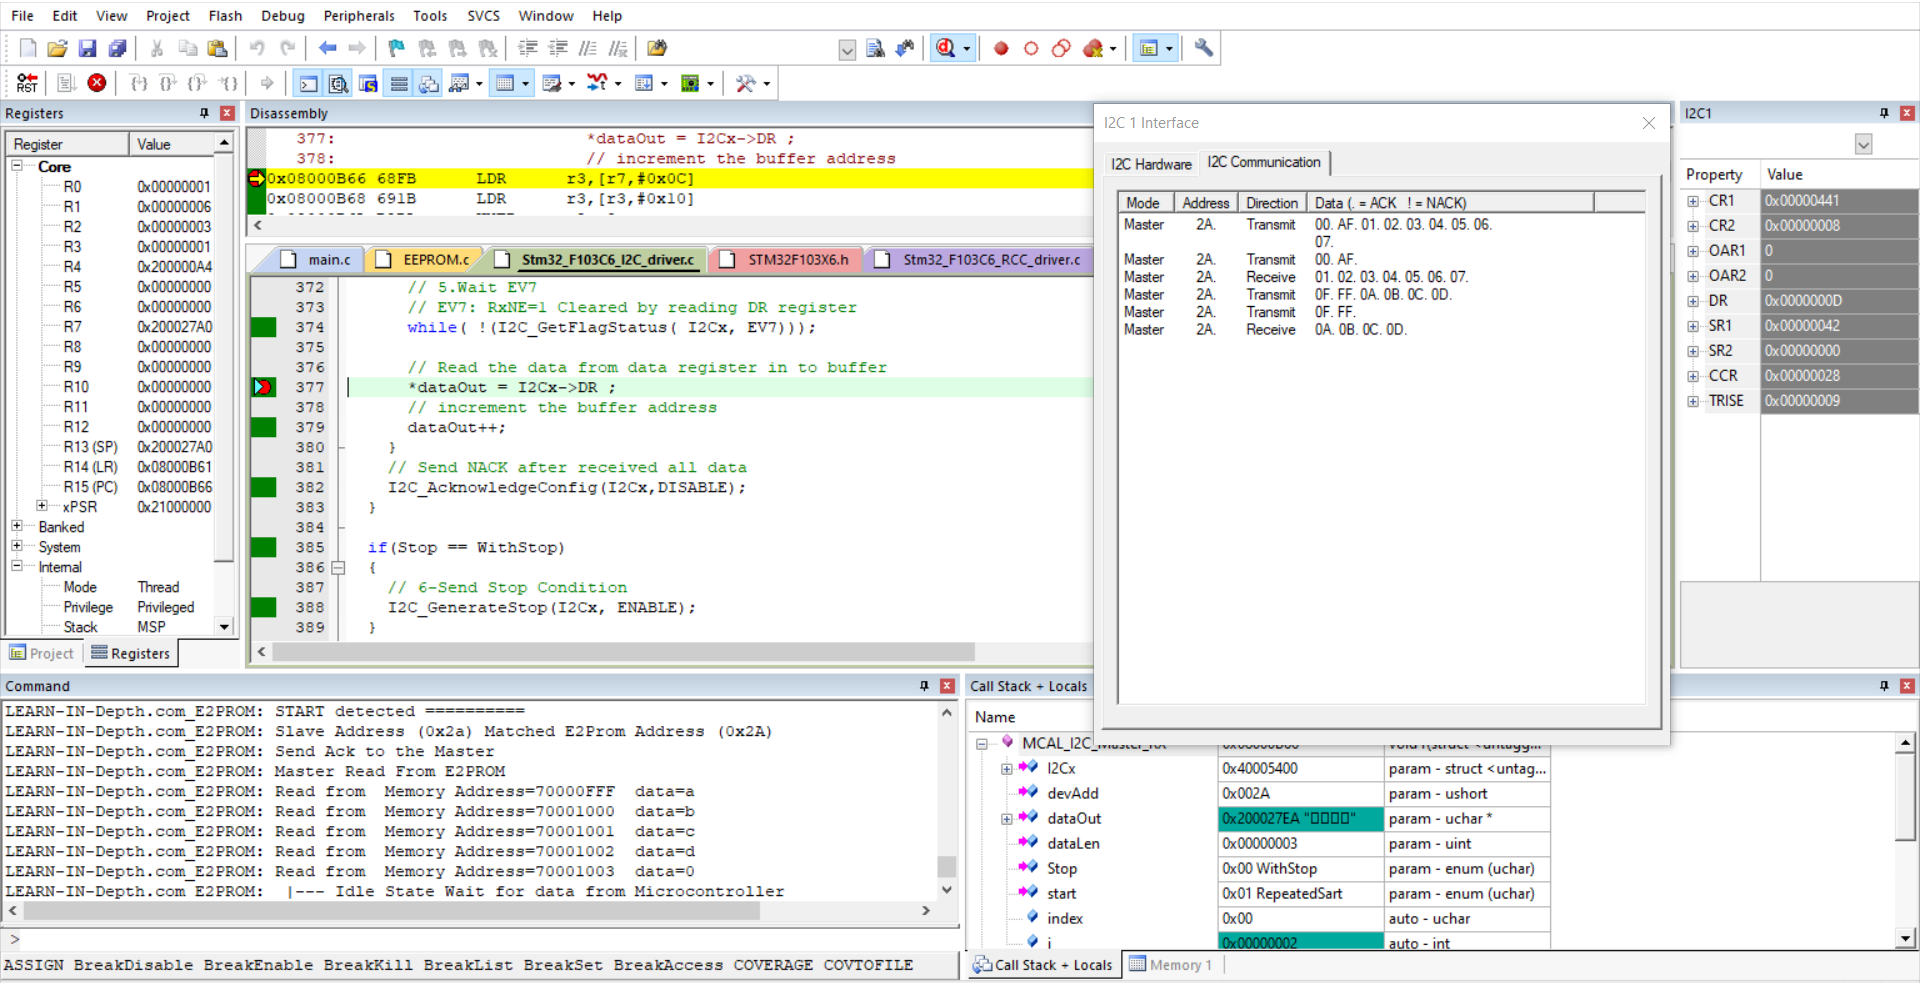 File Edit View Project Flash Debug Peripherals Tools SVCS Window Help
RST
Registers
Register Value
Core
R0 0x00000001
R1 0x00000006
R2 0x00000003
R3 0x00000001
R4 0x200000A4
R5 0x00000000
R6 0x00000000
R7 0x200027A0
R8 0x00000000
R9 0x00000000
R10 0x00000000
R11 0x00000000
R12 0x00000000
R13 (SP) 0x200027A0
R14 (LR) 0x08000B61
R15 (PC) 0x08000B66
xPSR 0x21000000
Banked
System
Internal
Mode Thread
Privilege Privileged
Stack MSP
Project Registers
Disassembly
377: *dataOut = I2Cx->DR ;
378: // increment the buffer address
0x08000B66 68FB LDR r3,[r7,#0x0C]
0x08000B68 691B LDR r3,[r3,#0x10]
main.c EEPROM.c Stm32_F103C6_I2C_driver.c STM32F103X6.h Stm32_F103C6_RCC_driver.c
372 // 5.Wait EV7
373 // EV7: RxNE=1 Cleared by reading DR register
374 while( !(I2C_GetFlagStatus( I2Cx, EV7)));
375
376 // Read the data from data register in to buffer
377 *dataOut = I2Cx->DR ;
378 // increment the buffer address
379 dataOut++;
380 }
381 // Send NACK after received all data
382 I2C_AcknowledgeConfig(I2Cx,DISABLE);
383 }
384
385 if(Stop == WithStop)
386 {
387 // 6-Send Stop Condition
388 I2C_GenerateStop(I2Cx, ENABLE);
389 }
I2C 1 Interface
I2C Hardware I2C Communication
Mode Address Direction Data (. = ACK ! = NACK)
Master 2A. Transmit 00. AF. 01. 02. 03. 04. 05. 06.
07.
Master 2A. Transmit 00. AF.
Master 2A. Receive 01. 02. 03. 04. 05. 06. 07.
Master 2A. Transmit 0F. FF. 0A. 0B. 0C. 0D.
Master 2A. Transmit 0F. FF.
Master 2A. Receive 0A. 0B. 0C. 0D.
I2C1
Property Value
CR1 0x00000441
CR2 0x00000008
OAR1 0
OAR2 0
DR 0x0000000D
SR1 0x00000042
SR2 0x00000000
CCR 0x00000028
TRISE 0x00000009
Command
LEARN-IN-Depth.com_E2PROM: START detected ==========
LEARN-IN-Depth.com_E2PROM: Slave Address (0x2a) Matched E2Prom Address (0x2A)
LEARN-IN-Depth.com_E2PROM: Send Ack to the Master
LEARN-IN-Depth.com_E2PROM: Master Read From E2PROM
LEARN-IN-Depth.com_E2PROM: Read from Memory Address=70000FFF data=a
LEARN-IN-Depth.com_E2PROM: Read from Memory Address=70001000 data=b
LEARN-IN-Depth.com_E2PROM: Read from Memory Address=70001001 data=c
LEARN-IN-Depth.com_E2PROM: Read from Memory Address=70001002 data=d
LEARN-IN-Depth.com_E2PROM: Read from Memory Address=70001003 data=0
LEARN-IN-Depth.com_E2PROM: |--- Idle State Wait for data from Microcontroller
>
ASSIGN BreakDisable BreakEnable BreakKill BreakList BreakSet BreakAccess COVERAGE COVTOFILE
Call Stack + Locals
Name
MCAL_I2C_Master_RX
I2Cx 0x40005400 param - struct <untag...
devAdd 0x002A param - ushort
dataOut 0x200027EA "▯▯▯▯" param - uchar *
dataLen 0x00000003 param - uint
Stop 0x00 WithStop param - enum (uchar)
start 0x01 RepeatedSart param - enum (uchar)
index 0x00 auto - uchar
i 0x00000002 auto - int
Call Stack + Locals Memory 1